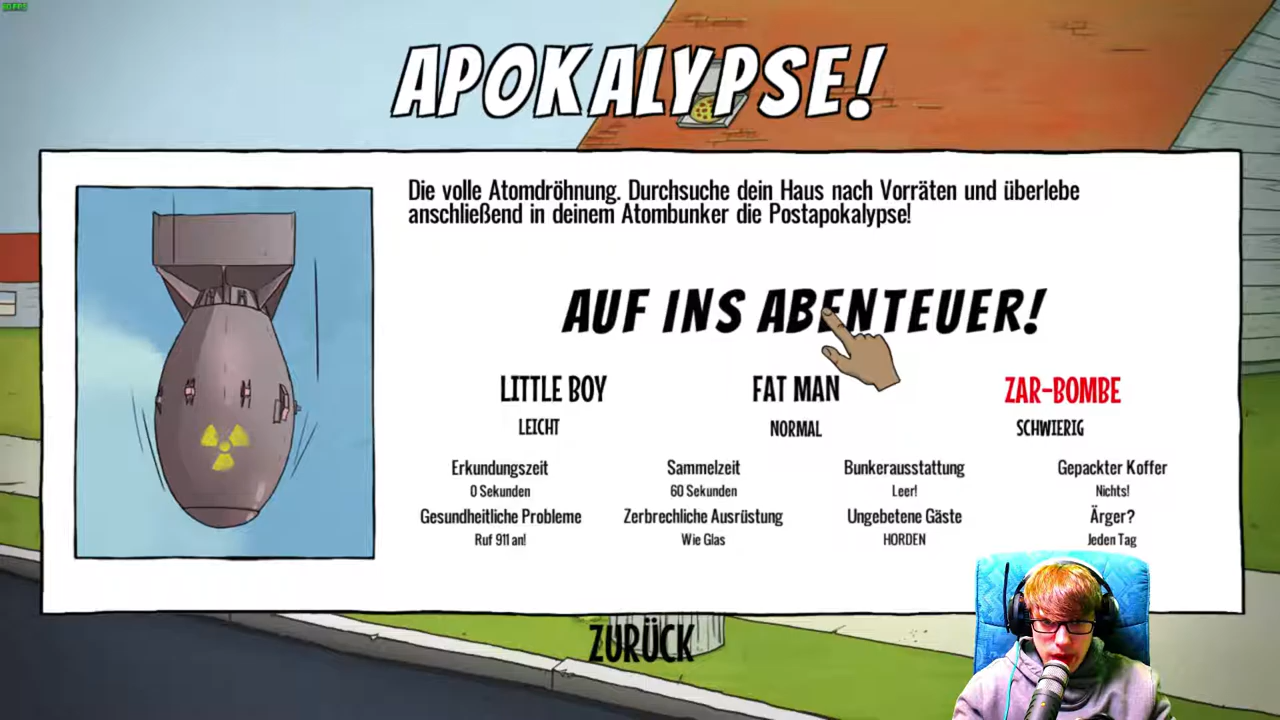 APOKALYPSE!
Die volle Atomdröhnung. Durchsuche dein Haus nach Vorräten und überlebe
anschließend in deinem Atombunker die Postapokalypse!
AUF INS ABENTEUER!
LITTLE BOY FAT MAN ZAR-BOMBE
LEICHT NORMAL SCHWIERIG
Erkundungszeit Sammelzeit Bunkerausstattung Gepackter Koffer
0 Sekunden 60 Sekunden Leer! Nichts!
Gesundheitliche Probleme Zerbrechliche Ausrüstung Ungebetene Gäste Ärger?
Ruf 911 an! Wie Glas HORDEN Jeden Tag
ZURÜCK